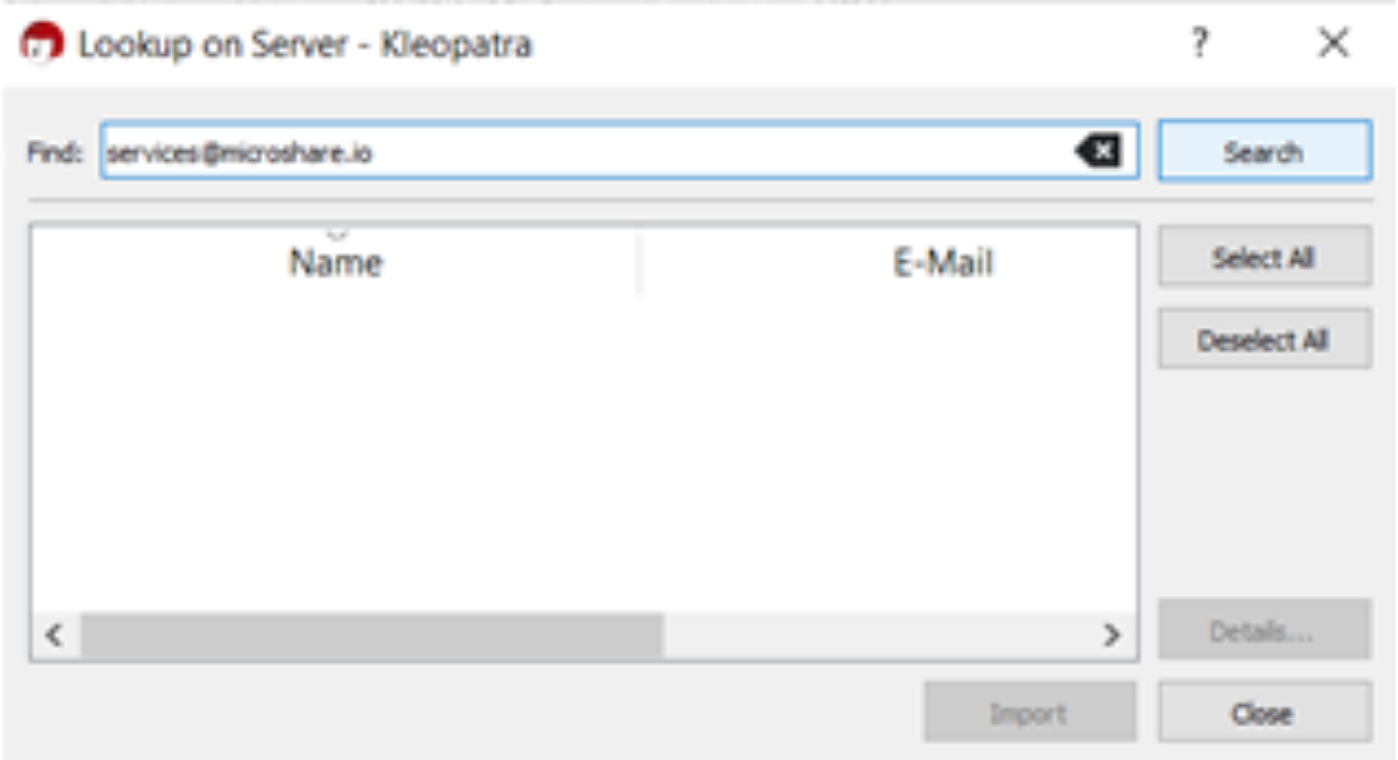 Lookup on Server - Kleopatra
?
Find: services@microshare.io
Search
Name E-Mail
Select All
Deselect All
Details...
Import
Close